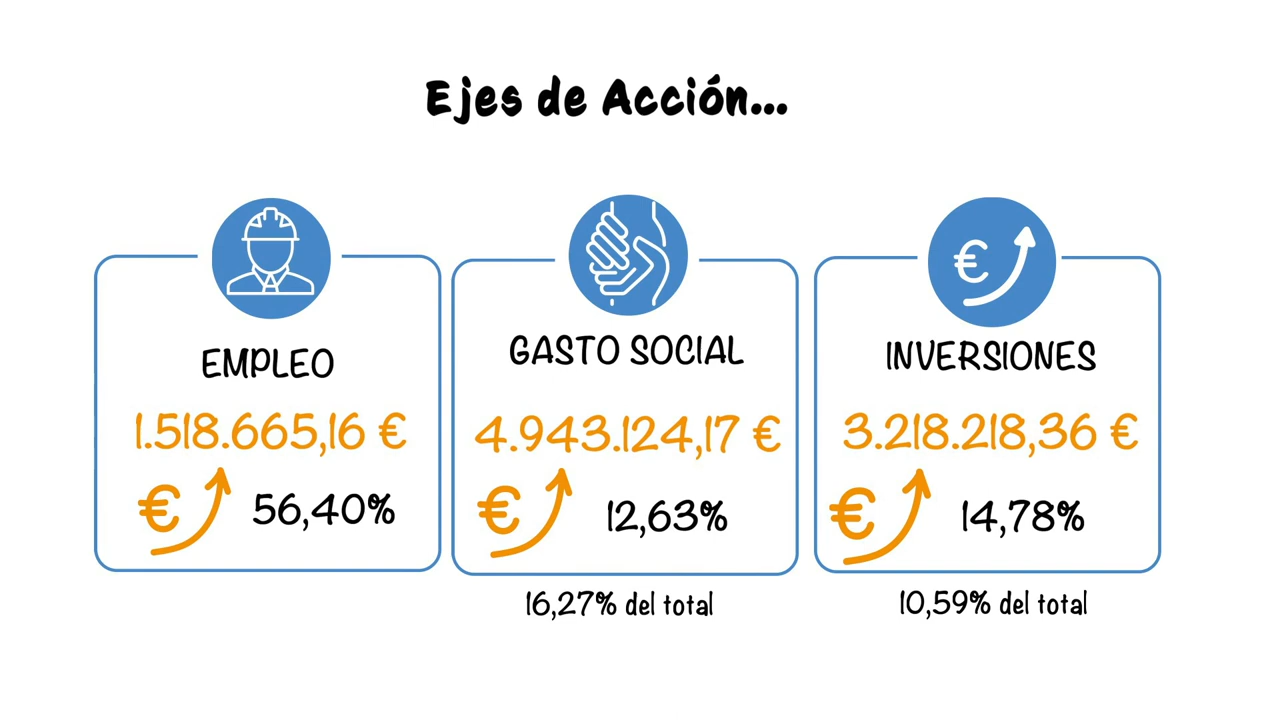 Ejes de Acción...
EMPLEO
1.518.665,16 €
€ 56,40%
GASTO SOCIAL
4.943.124,17 €
€ 12,63%
16,27% del total
€
INVERSIONES
3.218.218,36 €
€ 14,78%
10,59% del total